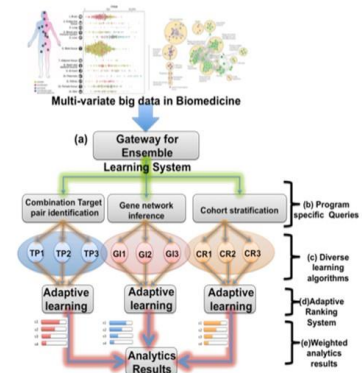 Multi-variate big data in Biomedicine
(a)
Gateway for
Ensemble
Learning System
Combination Target
pair identification
Gene network
inference
Cohort stratification
(b) Program
specific Queries
TP1 TP2 TP3 GI1 GI2 GI3 CR1 CR2 CR3
(c) Diverse
learning
algorithms
Adaptive
learning
Adaptive
learning
Adaptive
learning
(d)Adaptive
Ranking
System
(e)Weighted
analytics
results
Analytics
Results